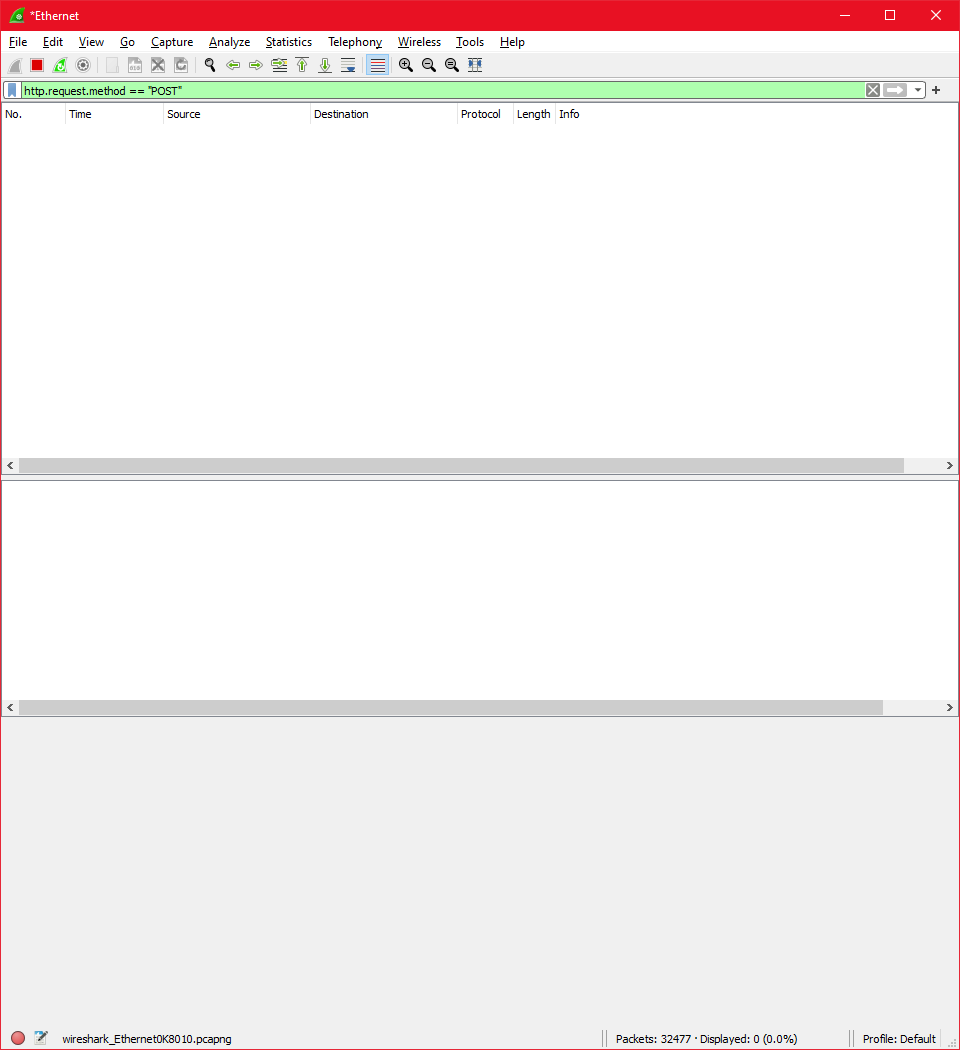 *Ethernet
File Edit View Go Capture Analyze Statistics Telephony Wireless Tools Help
http.request.method == "POST"
No. Time Source Destination Protocol Length Info
wireshark_Ethernet0K8010.pcapng Packets: 32477 · Displayed: 0 (0.0%) Profile: Default